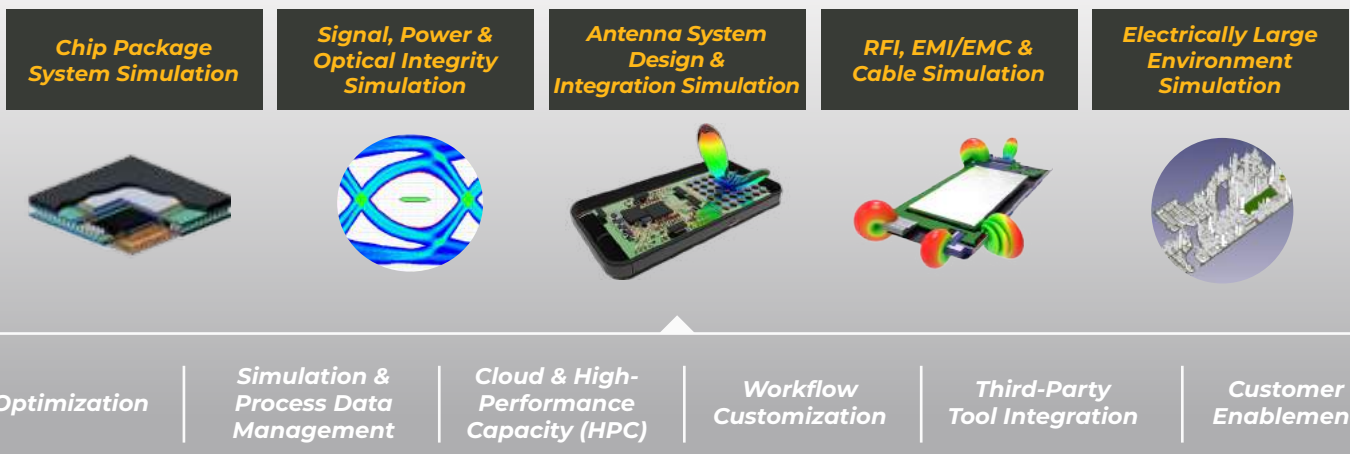 Chip Package
System Simulation
Signal, Power &
Optical Integrity
Simulation
Antenna System
Design &
Integration Simulation
RFI, EMI/EMC &
Cable Simulation
Electrically Large
Environment
Simulation
Optimization
Simulation &
Process Data
Management
Cloud & High-
Performance
Capacity (HPC)
Workflow
Customization
Third-Party
Tool Integration
Customer
Enablemen